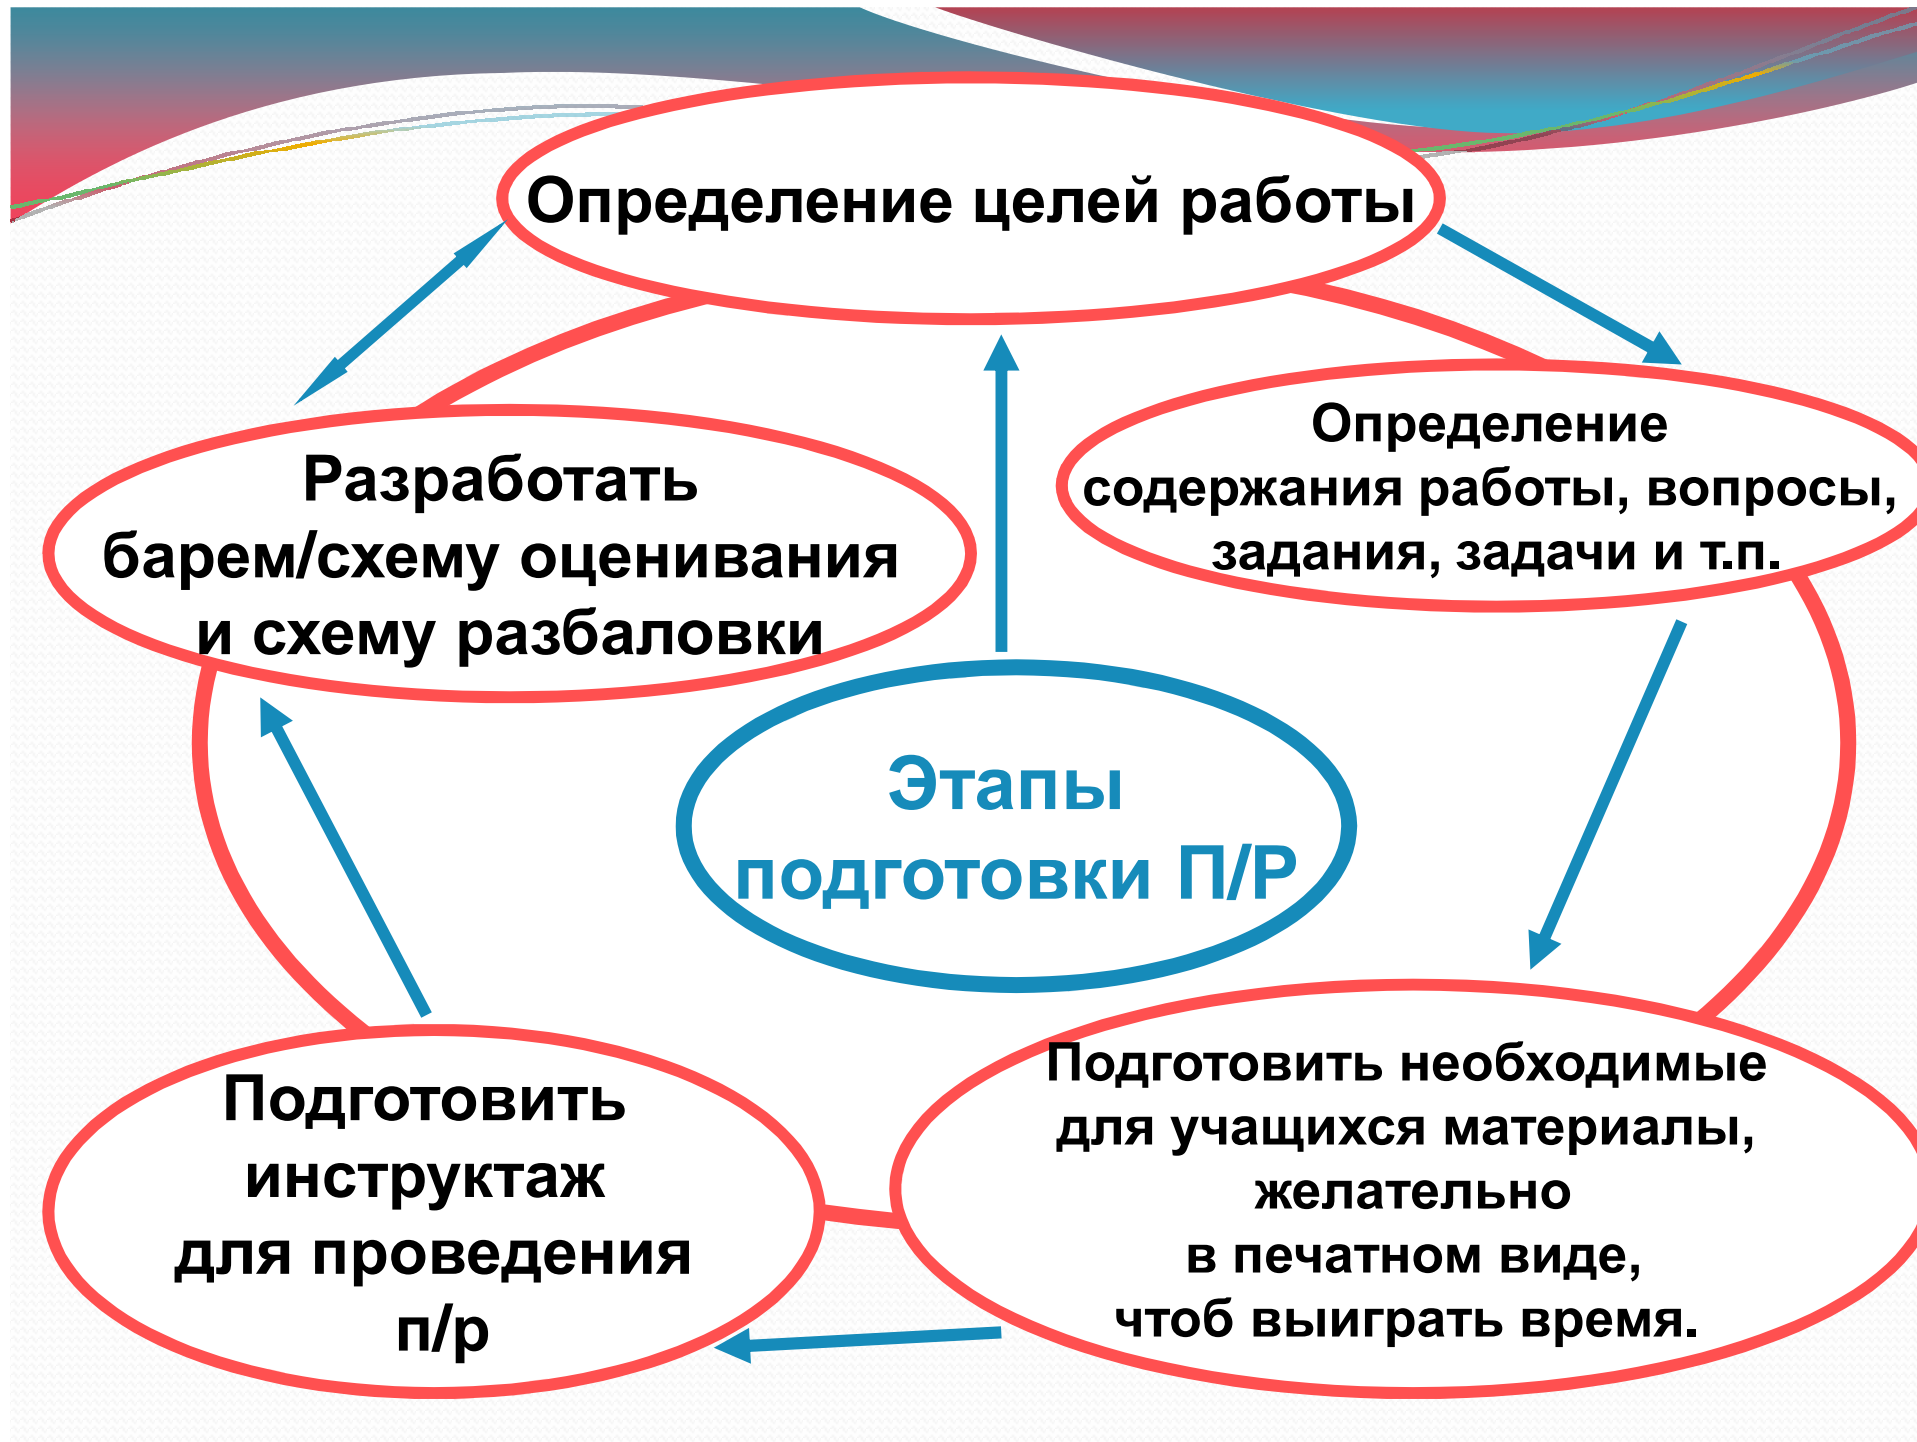 Определение целей работы
Определение
содержания работы, вопросы,
задания, задачи и т.п.
Разработать
барем/схему оценивания
и схему разбаловки
Этапы
подготовки П/Р
Подготовить необходимые
для учащихся материалы,
желательно
в печатном виде,
чтоб выиграть время.
Подготовить
инструктаж
для проведения
п/р